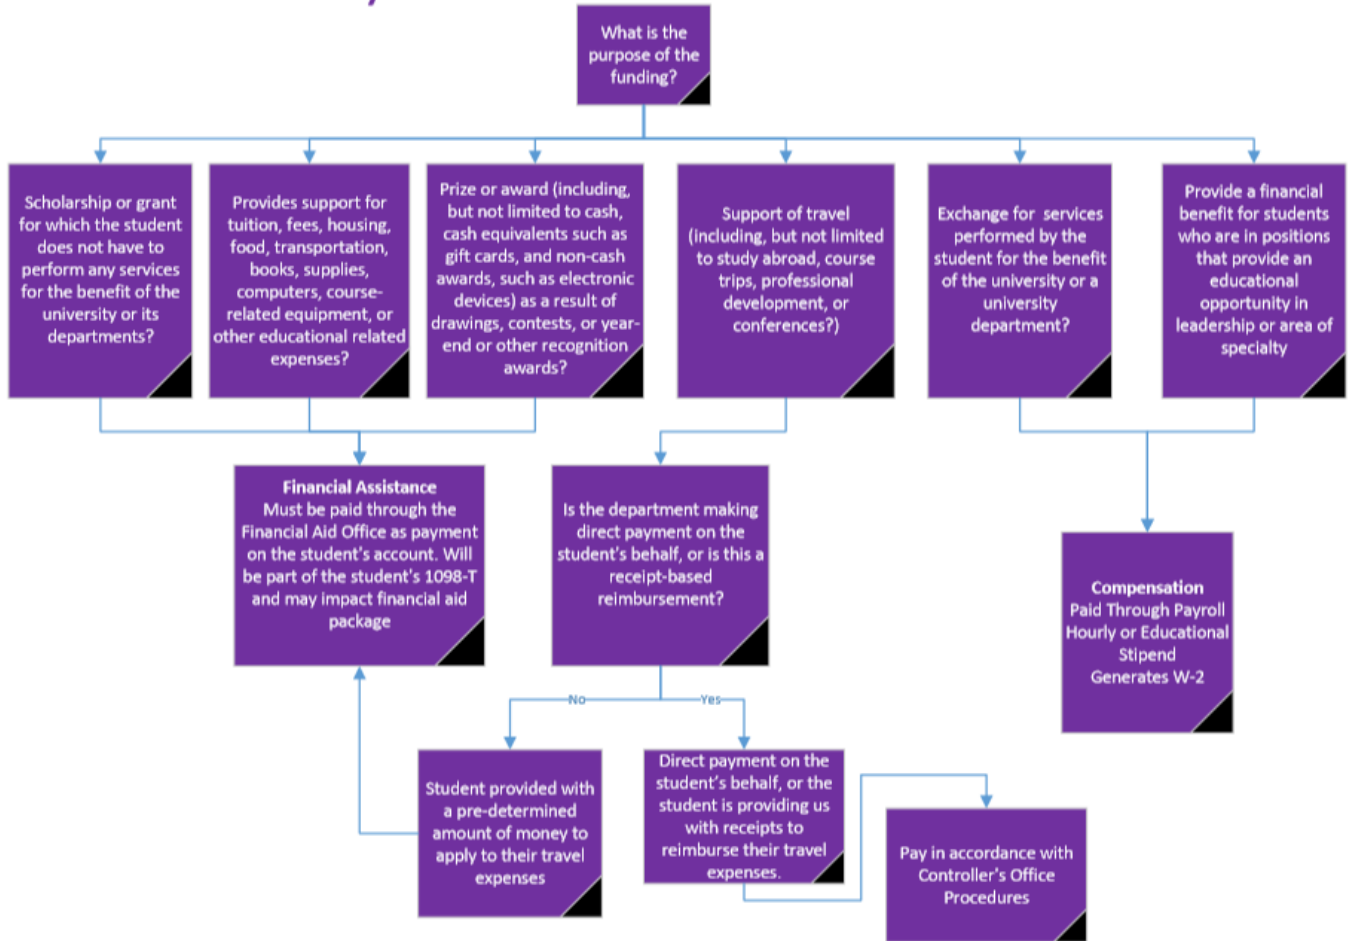 What is the
purpose of the
funding?
Scholarship or grant
for which the student
does not have to
perform any services
for the benefit of the
university or its
departments?
Provides support for
tuition, fees, housing,
food, transportation,
books, supplies,
computers, course-
related equipment, or
other educational related
expenses?
Prize or award (including,
but not limited to cash,
cash equivalents such as
gift cards, and non-cash
awards, such as electronic
devices) as a result of
drawings, contests, or year-
end or other recognition
awards?
Support of travel
(including, but not limited
to study abroad, course
trips, professional
development, or
conferences?)
Exchange for services
performed by the
student for the benefit
of the university or a
university
department?
Provide a financial
benefit for students
who are in positions
that provide an
educational
opportunity in
leadership or area of
specialty
Financial Assistance
Must be paid through the
Financial Aid Office as payment
on the student's account. Will
be part of the student's 1098-T
and may impact financial aid
package
Is the department making
direct payment on the
student's behalf, or is this a
receipt-based
reimbursement?
Compensation
Paid Through Payroll
Hourly or Educational
Stipend
Generates W-2
No
Yes
Student provided with
a pre-determined
amount of money to
apply to their travel
expenses
Direct payment on the
student's behalf, or the
student is providing us
with receipts to
reimburse their travel
expenses.
Pay in accordance with
Controller's Office
Procedures